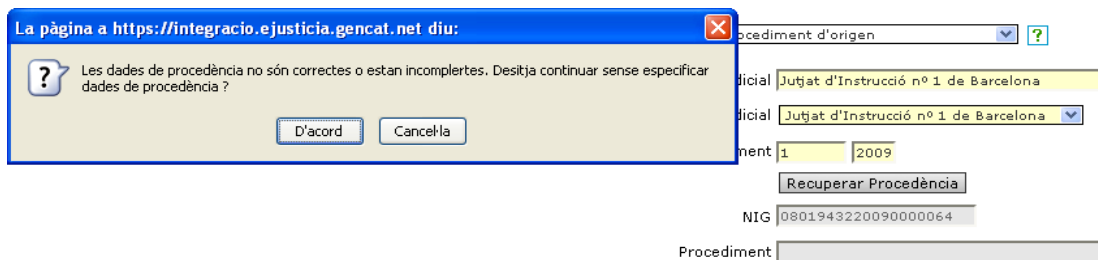 La pàgina a https://integracio.ejusticia.gencat.net diu:
Les dades de procedència no són correctes o estan incomplertes. Desitja continuar sense especificar
dades de procedència ?
D'acord Cancel·la
ocediment d'origen ?
dicial Jutjat d'Instrucció nº 1 de Barcelona
dicial Jutjat d'Instrucció nº 1 de Barcelona
ment 1 2009
Recuperar Procedència
NIG 0801943220090000064
Procediment